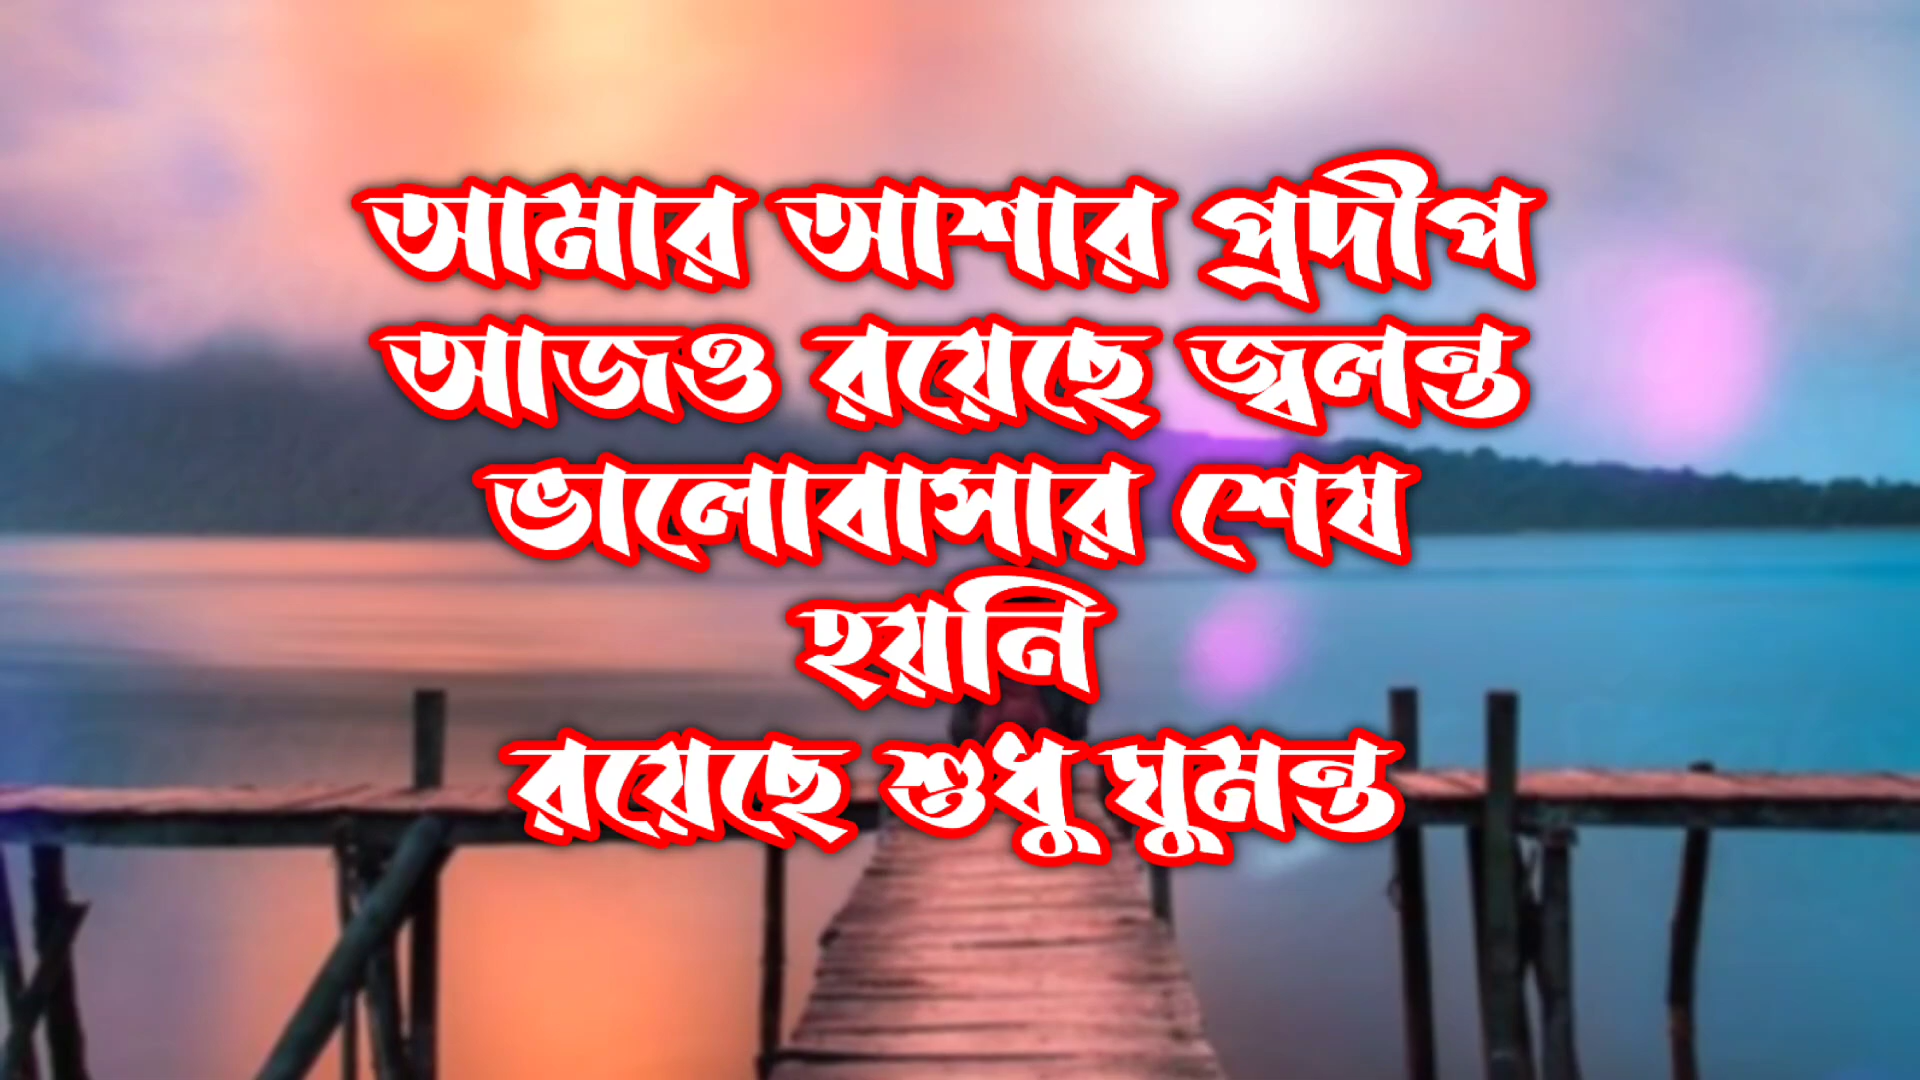 আমার আশার প্রদীপ
আজও রয়েছে জ্বলন্ত
ভালোবাসার শেষ
হয়নি
রয়েছে শুধু ঘুমন্ত